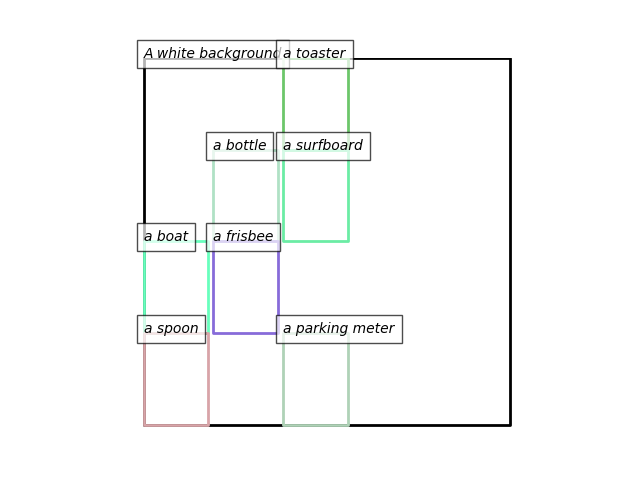 A white background
a toaster
a bottle
a surfboard
a boat
a frisbee
a spoon
a parking meter